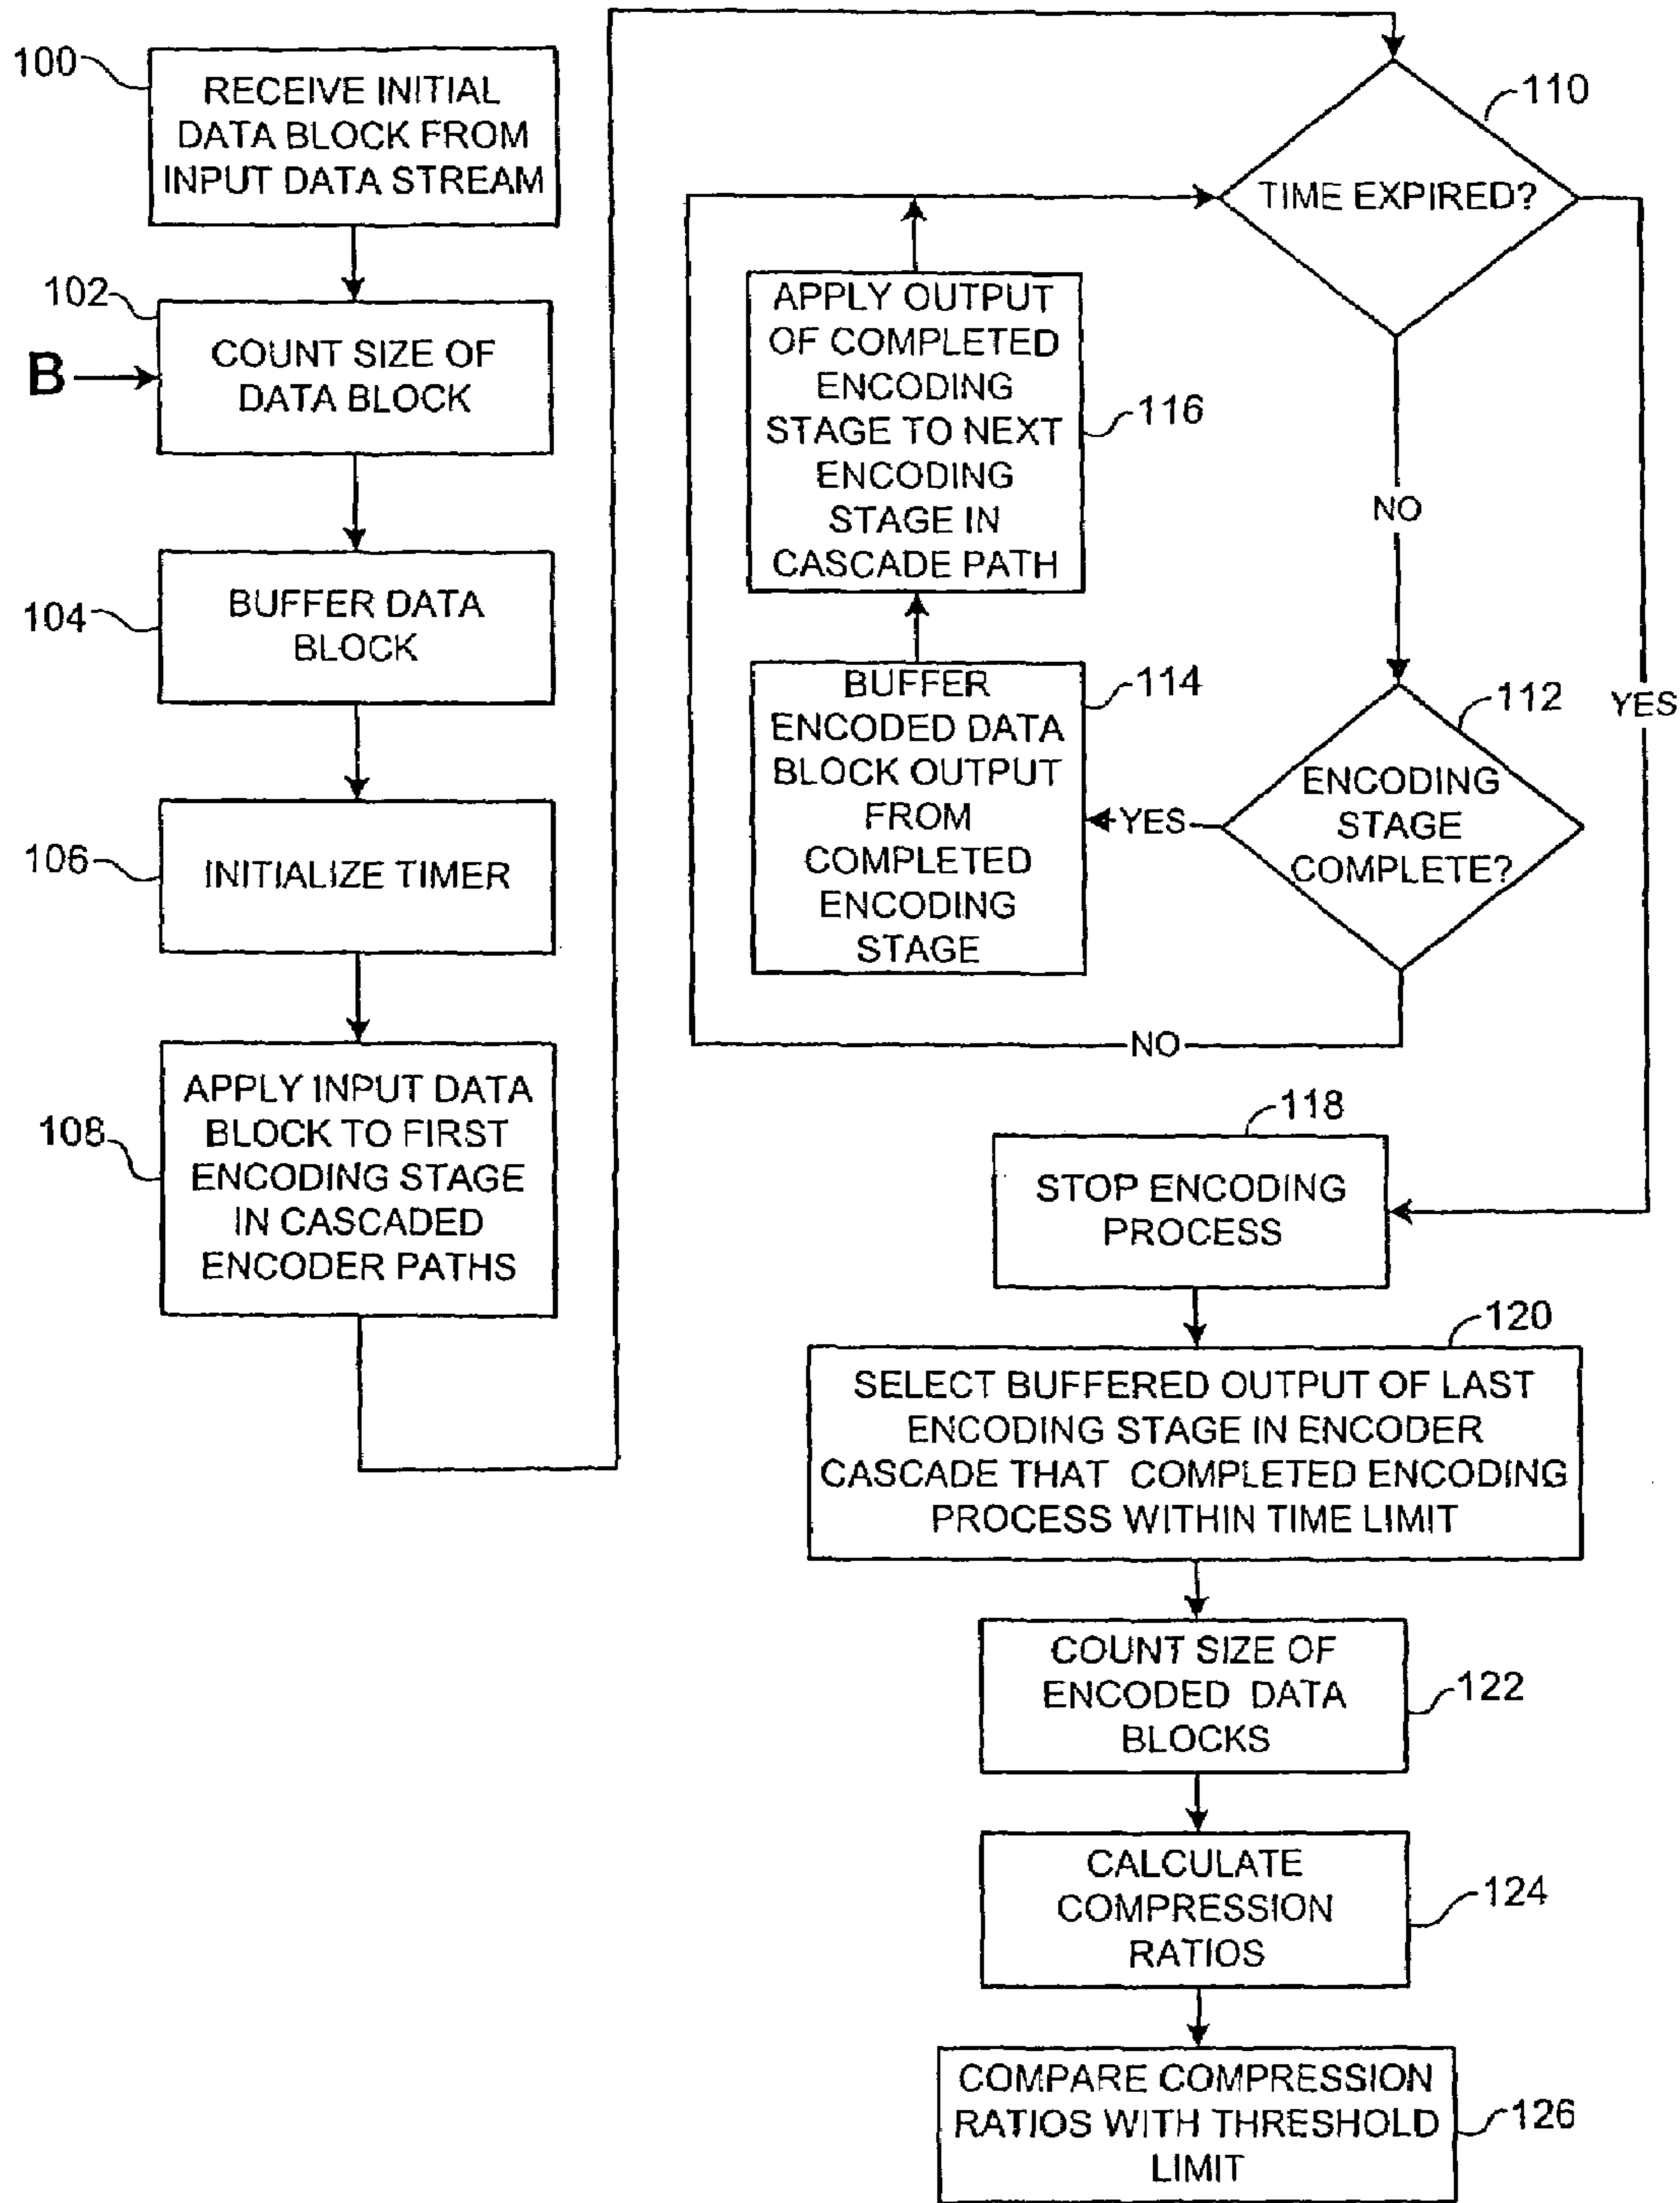 100
RECEIVE INITIAL
DATA BLOCK FROM
INPUT DATA STREAM
102
B
COUNT SIZE OF
DATA BLOCK
104
BUFFER DATA
BLOCK
106
INITIALIZE TIMER
108
APPLY INPUT DATA
BLOCK TO FIRST
ENCODING STAGE
IN CASCADED
ENCODER PATHS
110
TIME EXPIRED?
NO
YES
112
ENCODING
STAGE
COMPLETE?
YES
NO
114
BUFFER
ENCODED DATA
BLOCK OUTPUT
FROM
COMPLETED
ENCODING
STAGE
116
APPLY OUTPUT
OF COMPLETED
ENCODING
STAGE TO NEXT
ENCODING
STAGE IN
CASCADE PATH
118
STOP ENCODING
PROCESS
120
SELECT BUFFERED OUTPUT OF LAST
ENCODING STAGE IN ENCODER
CASCADE THAT COMPLETED ENCODING
PROCESS WITHIN TIME LIMIT
122
COUNT SIZE OF
ENCODED DATA
BLOCKS
124
CALCULATE
COMPRESSION
RATIOS
126
COMPARE COMPRESSION
RATIOS WITH THRESHOLD
LIMIT